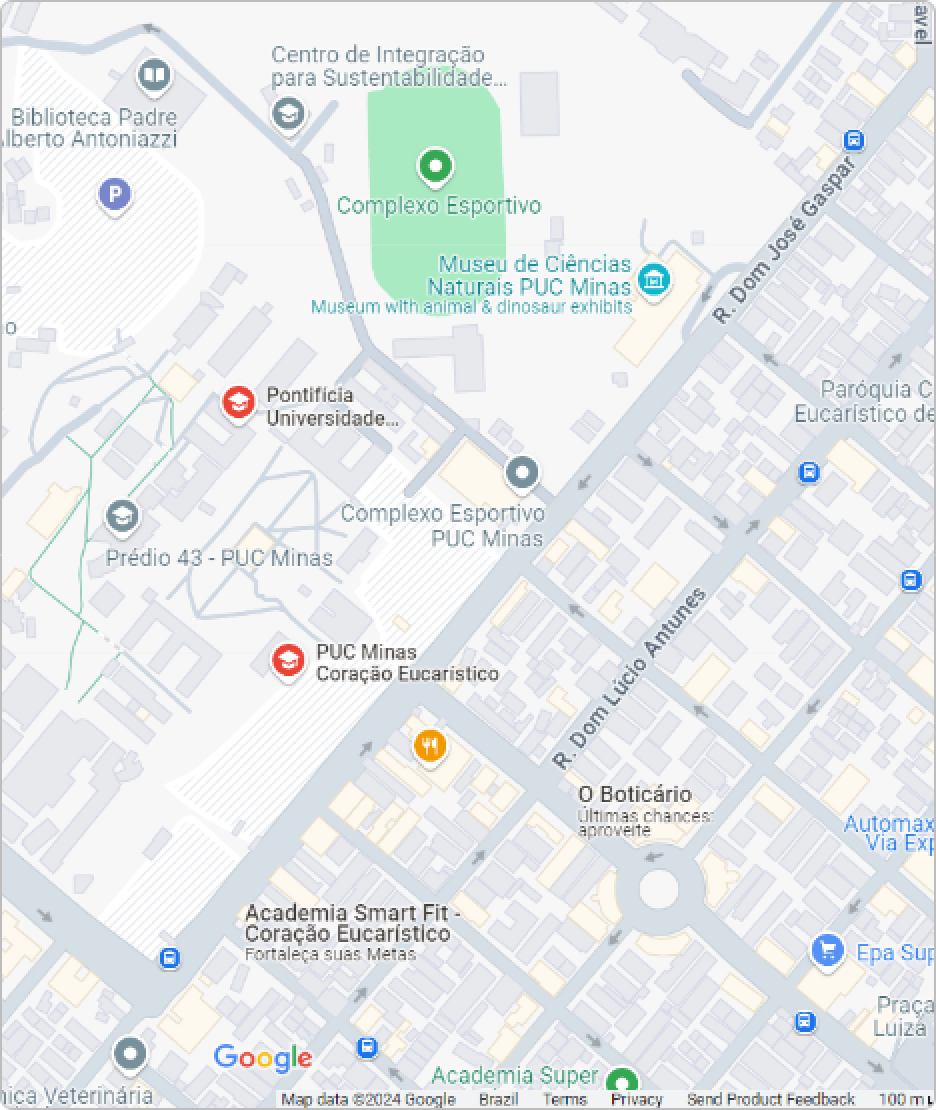 avel
Centro de Integração
para Sustentabilidade...
Biblioteca Padre
lberto Antoniazzi
P
Complexo Esportivo
R. Dom José Gaspar
Museu de Ciências
Naturais PUC Minas
Museum with animal & dinosaur exhibits
o
Pontifícia
Universidade...
Paróquia C
Eucarístico de
Complexo Esportivo
PUC Minas
Prédio 43 - PUC Minas
R. Dom Lúcio Antunes
PUC Minas
Coração Eucarístico
O Boticário
Últimas chances:
aproveite
Automax
Via Exp
Academia Smart Fit -
Coração Eucarístico
Fortaleça suas Metas
Epa Sup
Praça
Luiza
Google
Academia Super
nica Veterinária
Map data ©2024 Google Brazil Terms Privacy Send Product Feedback 100 m